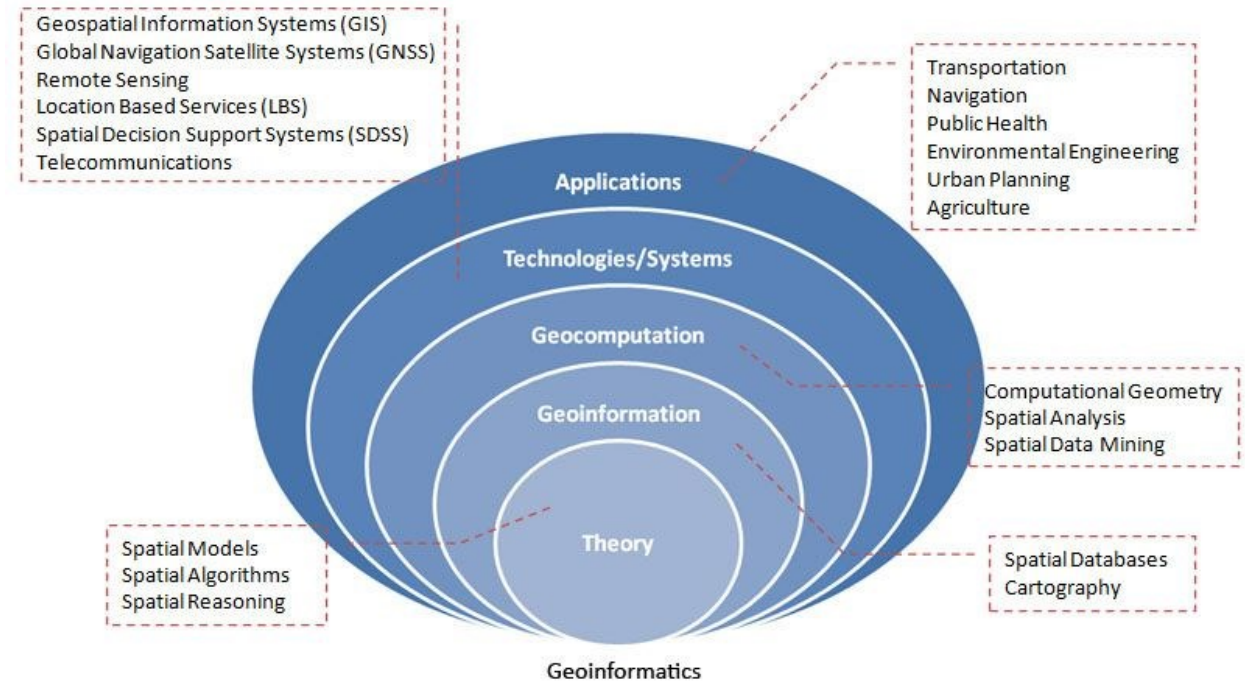 Geospatial Information Systems (GIS)
Global Navigation Satellite Systems (GNSS)
Remote Sensing
Location Based Services (LBS)
Spatial Decision Support Systems (SDSS)
Telecommunications
Transportation
Navigation
Public Health
Environmental Engineering
Urban Planning
Agriculture
Applications
Technologies/Systems
Geocomputation
Computational Geometry
Spatial Analysis
Spatial Data Mining
Geoinformation
Theory
Spatial Models
Spatial Algorithms
Spatial Reasoning
Spatial Databases
Cartography
Geoinformatics